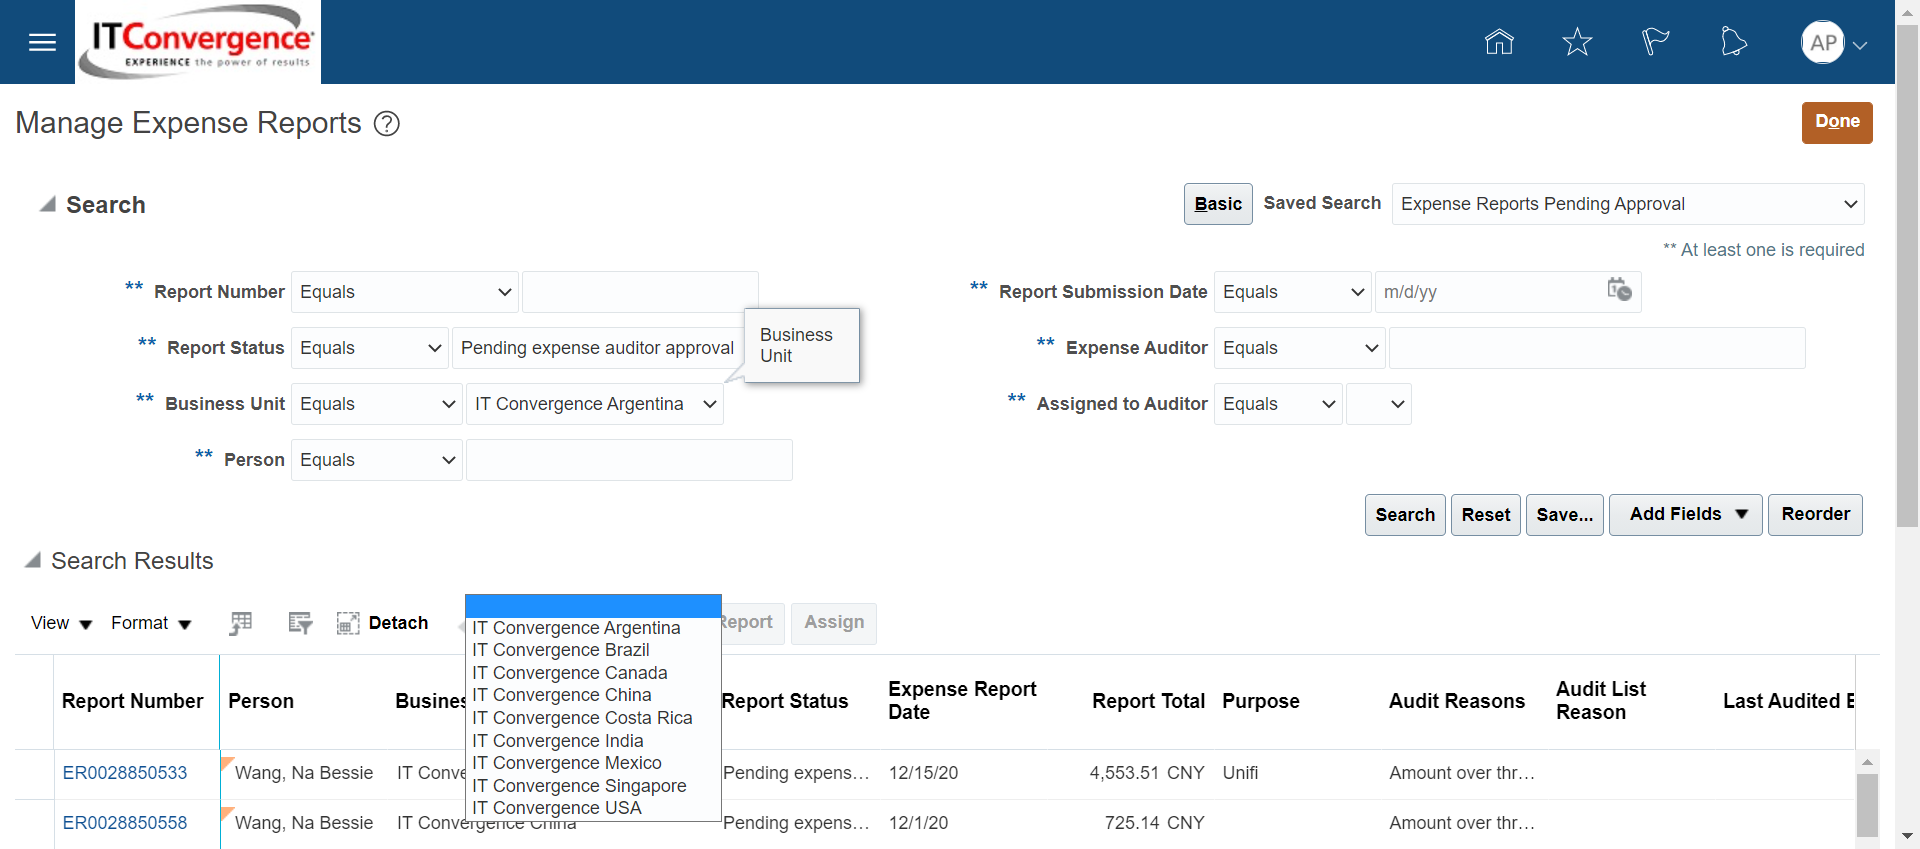 ITConvergence
EXPERIENCE the power of results
AP
Manage Expense Reports ?
Done
Search
Basic Saved Search Expense Reports Pending Approval
** At least one is required
** Report Number Equals
** Report Submission Date Equals m/d/yy
** Report Status Equals Pending expense auditor approval
Business
Unit
** Expense Auditor Equals
** Business Unit Equals IT Convergence Argentina
** Assigned to Auditor Equals
** Person Equals
Search Reset Save... Add Fields Reorder
Search Results
View Format Detach Report Assign
IT Convergence Argentina
IT Convergence Brazil
IT Convergence Canada
IT Convergence China
IT Convergence Costa Rica
IT Convergence India
IT Convergence Mexico
IT Convergence Singapore
IT Convergence USA
Report Number Person Report Status Expense Report Date Report Total Purpose Audit Reasons Audit List Reason Last Audited
ER0028850533 Wang, Na Bessie Pending expens... 12/15/20 4,553.51 CNY Unifi Amount over thr...
ER0028850558 Wang, Na Bessie IT Convergence China Pending expens... 12/1/20 725.14 CNY Amount over thr...